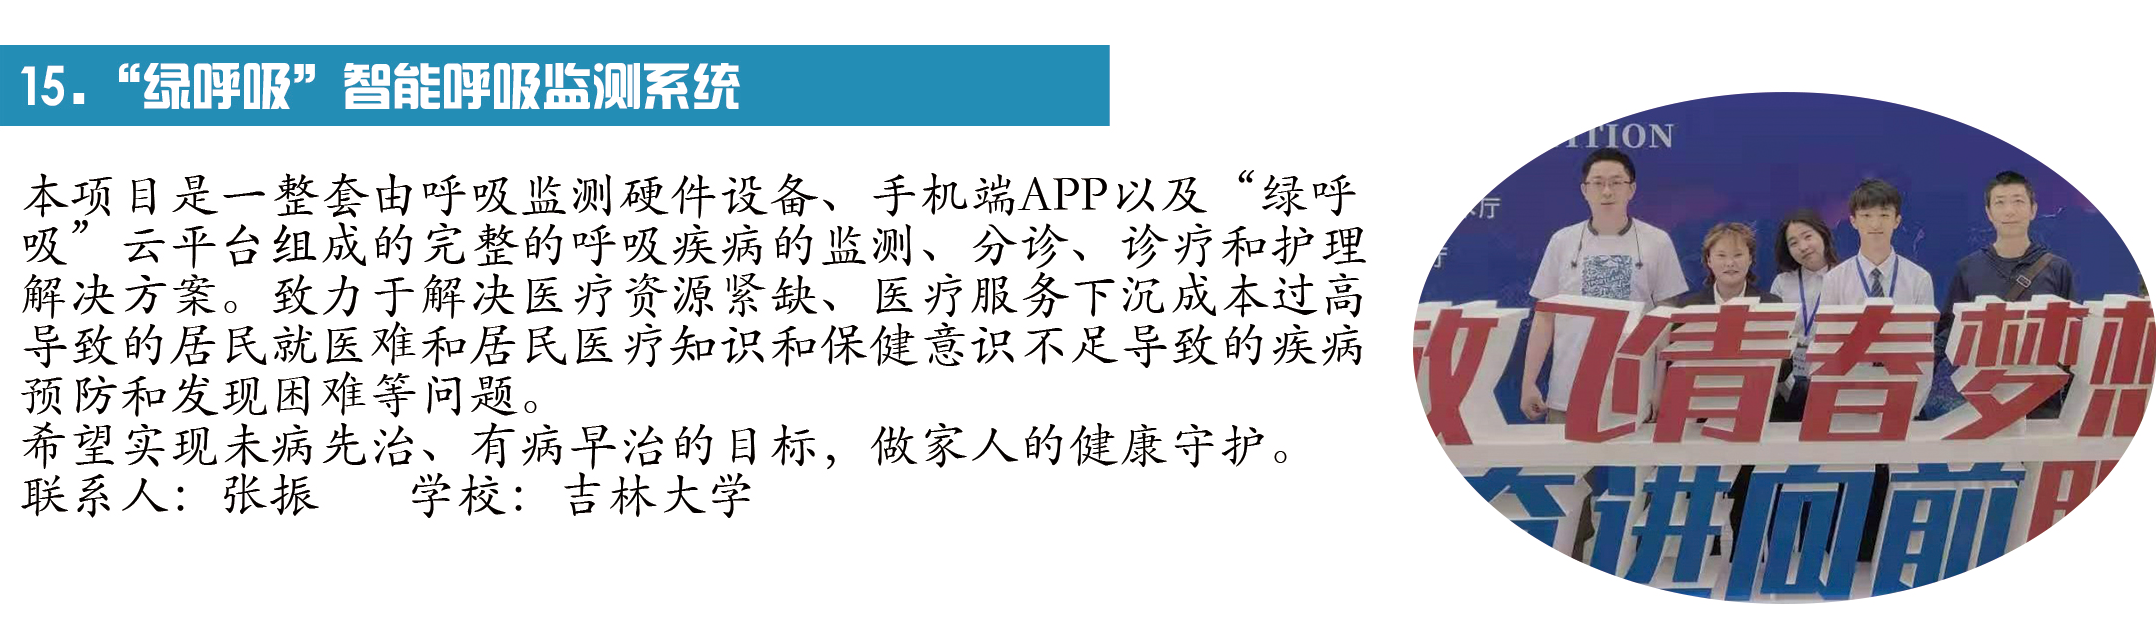 15.“绿呼吸”智能呼吸监测系统
本项目是一整套由呼吸监测硬件设备、手机端APP以及“绿呼
吸”云平台组成的完整的呼吸疾病的监测、分诊、诊疗和护理
解决方案。致力于解决医疗资源紧缺、医疗服务下沉成本过高
导致的居民就医难和居民医疗知识和保健意识不足导致的疾病
预防和发现困难等问题。
希望实现未病先治、有病早治的目标，做家人的健康守护。
联系人：张振 学校：吉林大学
ITION
厅
厅
放飞青春梦想
奋进向前